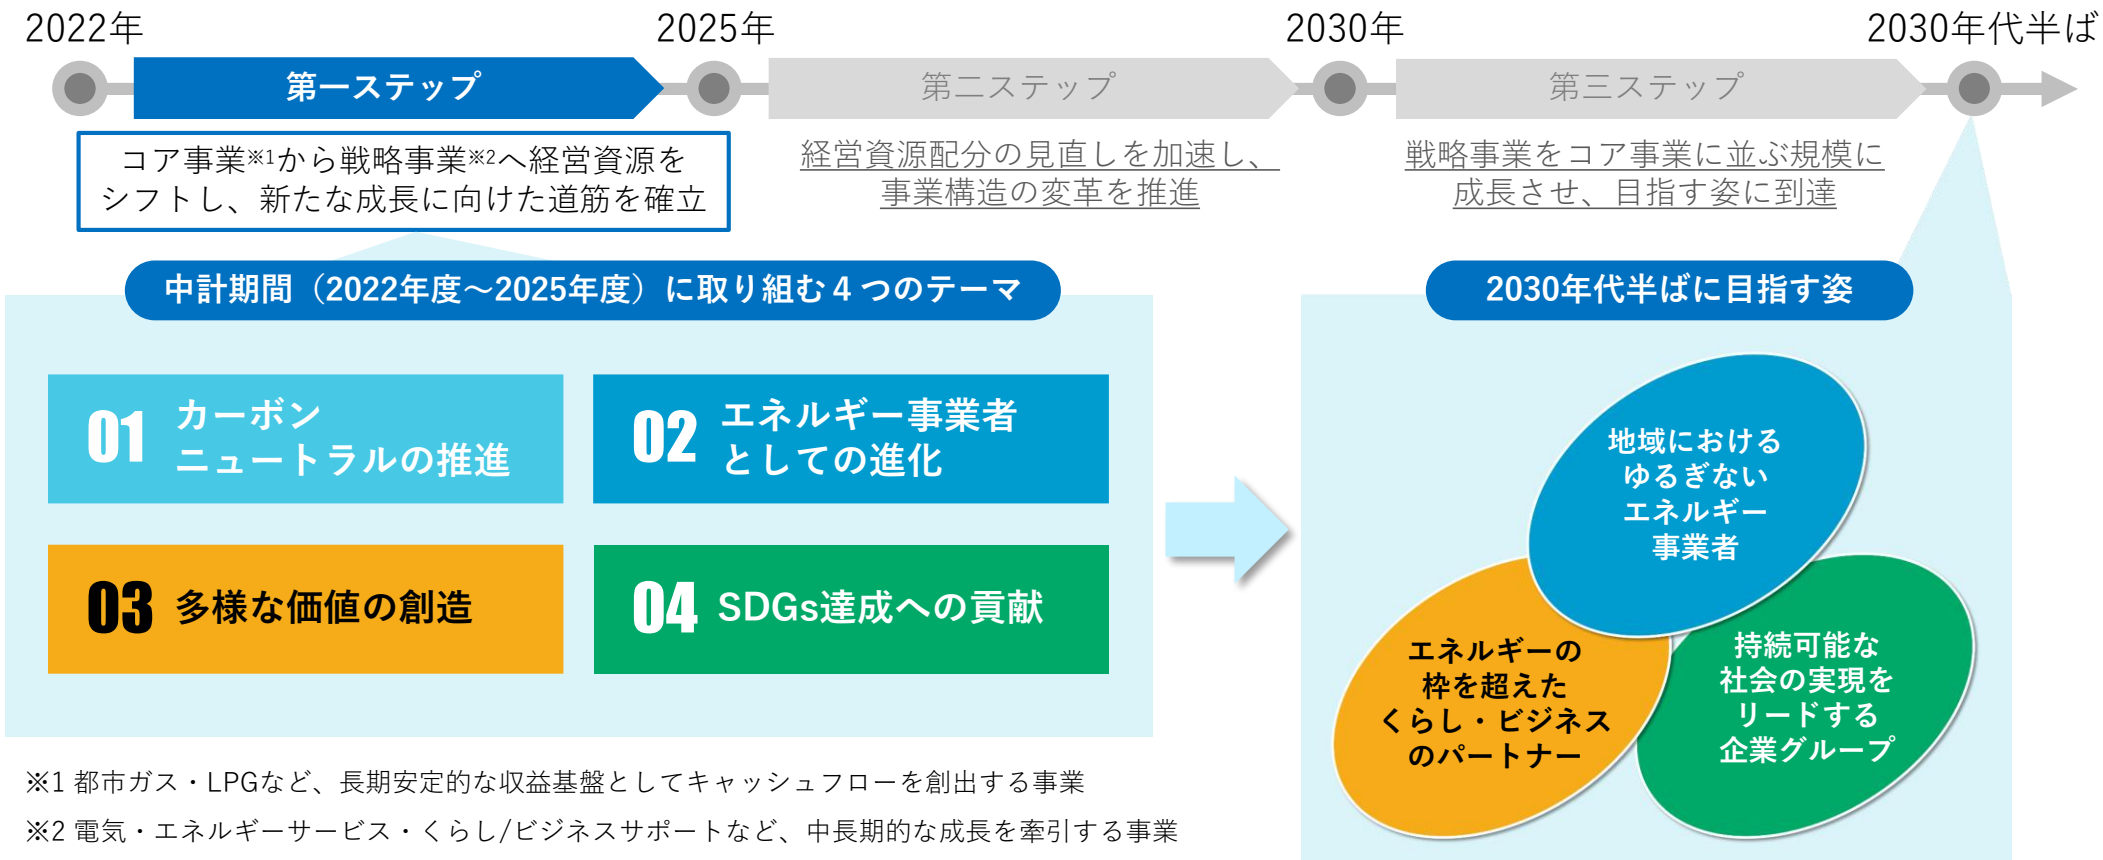 2022年
2025年
2030年
2030年代半ば
第一ステップ
第二ステップ
第三ステップ
コア事業※1から戦略事業※2へ経営資源を
シフトし、新たな成長に向けた道筋を確立
経営資源配分の見直しを加速し、
事業構造の変革を推進
戦略事業をコア事業に並ぶ規模に
成長させ、目指す姿に到達
中計期間（2022年度～2025年度）に取り組む４つのテーマ
01 カーボン
ニュートラルの推進
02 エネルギー事業者
としての進化
03 多様な価値の創造
04 SDGs達成への貢献
2030年代半ばに目指す姿
地域における
ゆるぎない
エネルギー
事業者
エネルギーの
枠を超えた
くらし・ビジネス
のパートナー
持続可能な
社会の実現を
リードする
企業グループ
※1 都市ガス・LPGなど、長期安定的な収益基盤としてキャッシュフローを創出する事業
※2 電気・エネルギーサービス・くらし/ビジネスサポートなど、中長期的な成長を牽引する事業